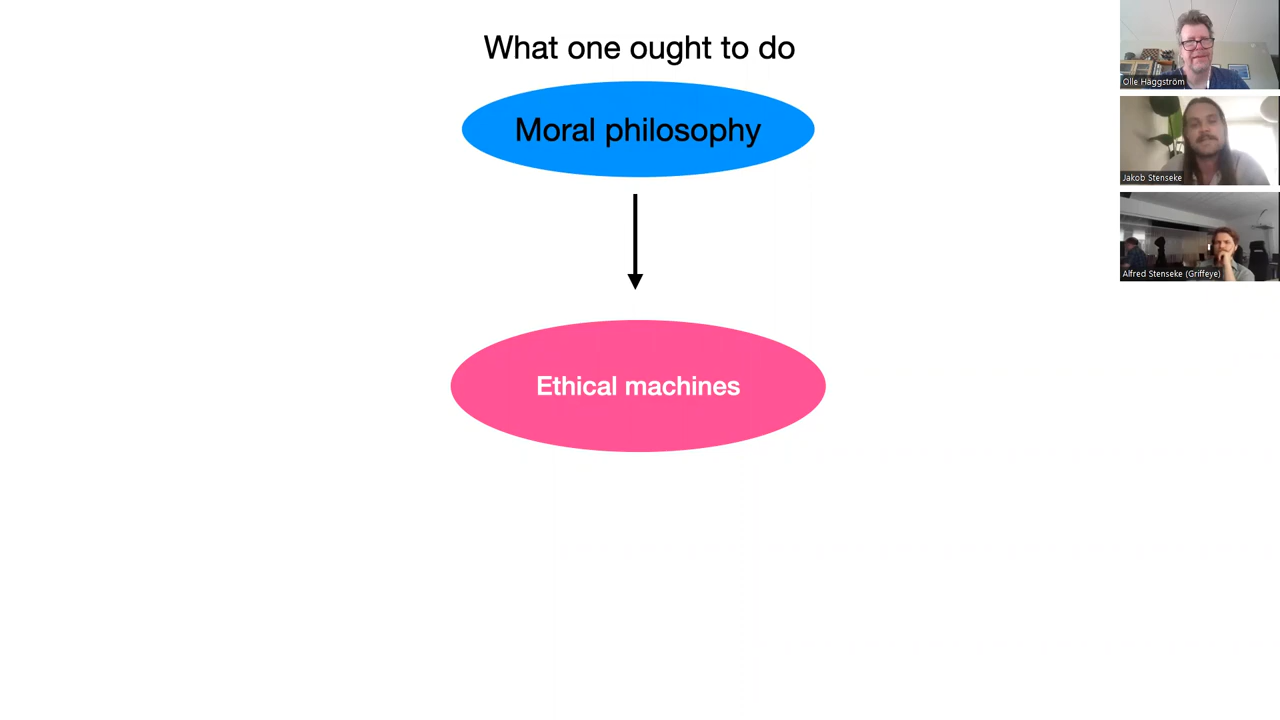 What one ought to do
Moral philosophy
Ethical machines
Olle Häggström
Jakob Stenseke
Alfred Stenseke (Griffeye)